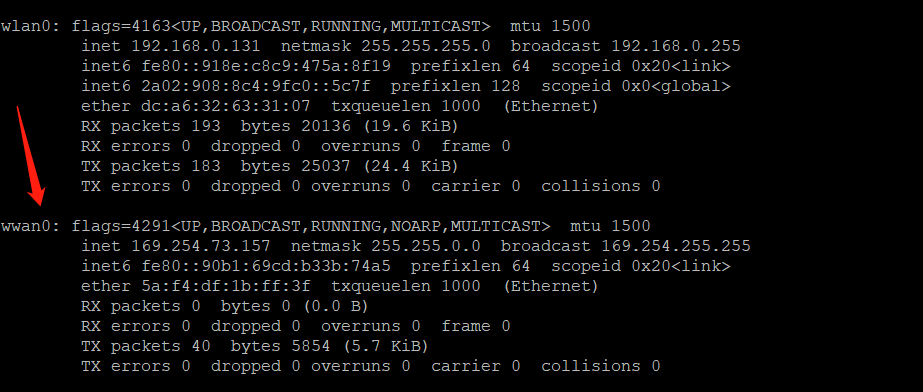 wlan0: flags=4163<UP,BROADCAST,RUNNING,MULTICAST>  mtu 1500
        inet 192.168.0.131  netmask 255.255.255.0  broadcast 192.168.0.255
        inet6 fe80::918e:c8c9:475a:8f19  prefixlen 64  scopeid 0x20<link>
        inet6 2a02:908:8c4:9fc0::5c7f  prefixlen 128  scopeid 0x0<global>
        ether dc:a6:32:63:31:07  txqueuelen 1000  (Ethernet)
        RX packets 193  bytes 20136 (19.6 KiB)
        RX errors 0  dropped 0  overruns 0  frame 0
        TX packets 183  bytes 25037 (24.4 KiB)
        TX errors 0  dropped 0 overruns 0  carrier 0  collisions 0
wwan0: flags=4291<UP,BROADCAST,RUNNING,NOARP,MULTICAST>  mtu 1500
        inet 169.254.73.157  netmask 255.255.0.0  broadcast 169.254.255.255
        inet6 fe80::90b1:69cd:b33b:74a5  prefixlen 64  scopeid 0x20<link>
        ether 5a:f4:df:1b:ff:3f  txqueuelen 1000  (Ethernet)
        RX packets 0  bytes 0 (0.0 B)
        RX errors 0  dropped 0  overruns 0  frame 0
        TX packets 40  bytes 5854 (5.7 KiB)
        TX errors 0  dropped 0 overruns 0  carrier 0  collisions 0